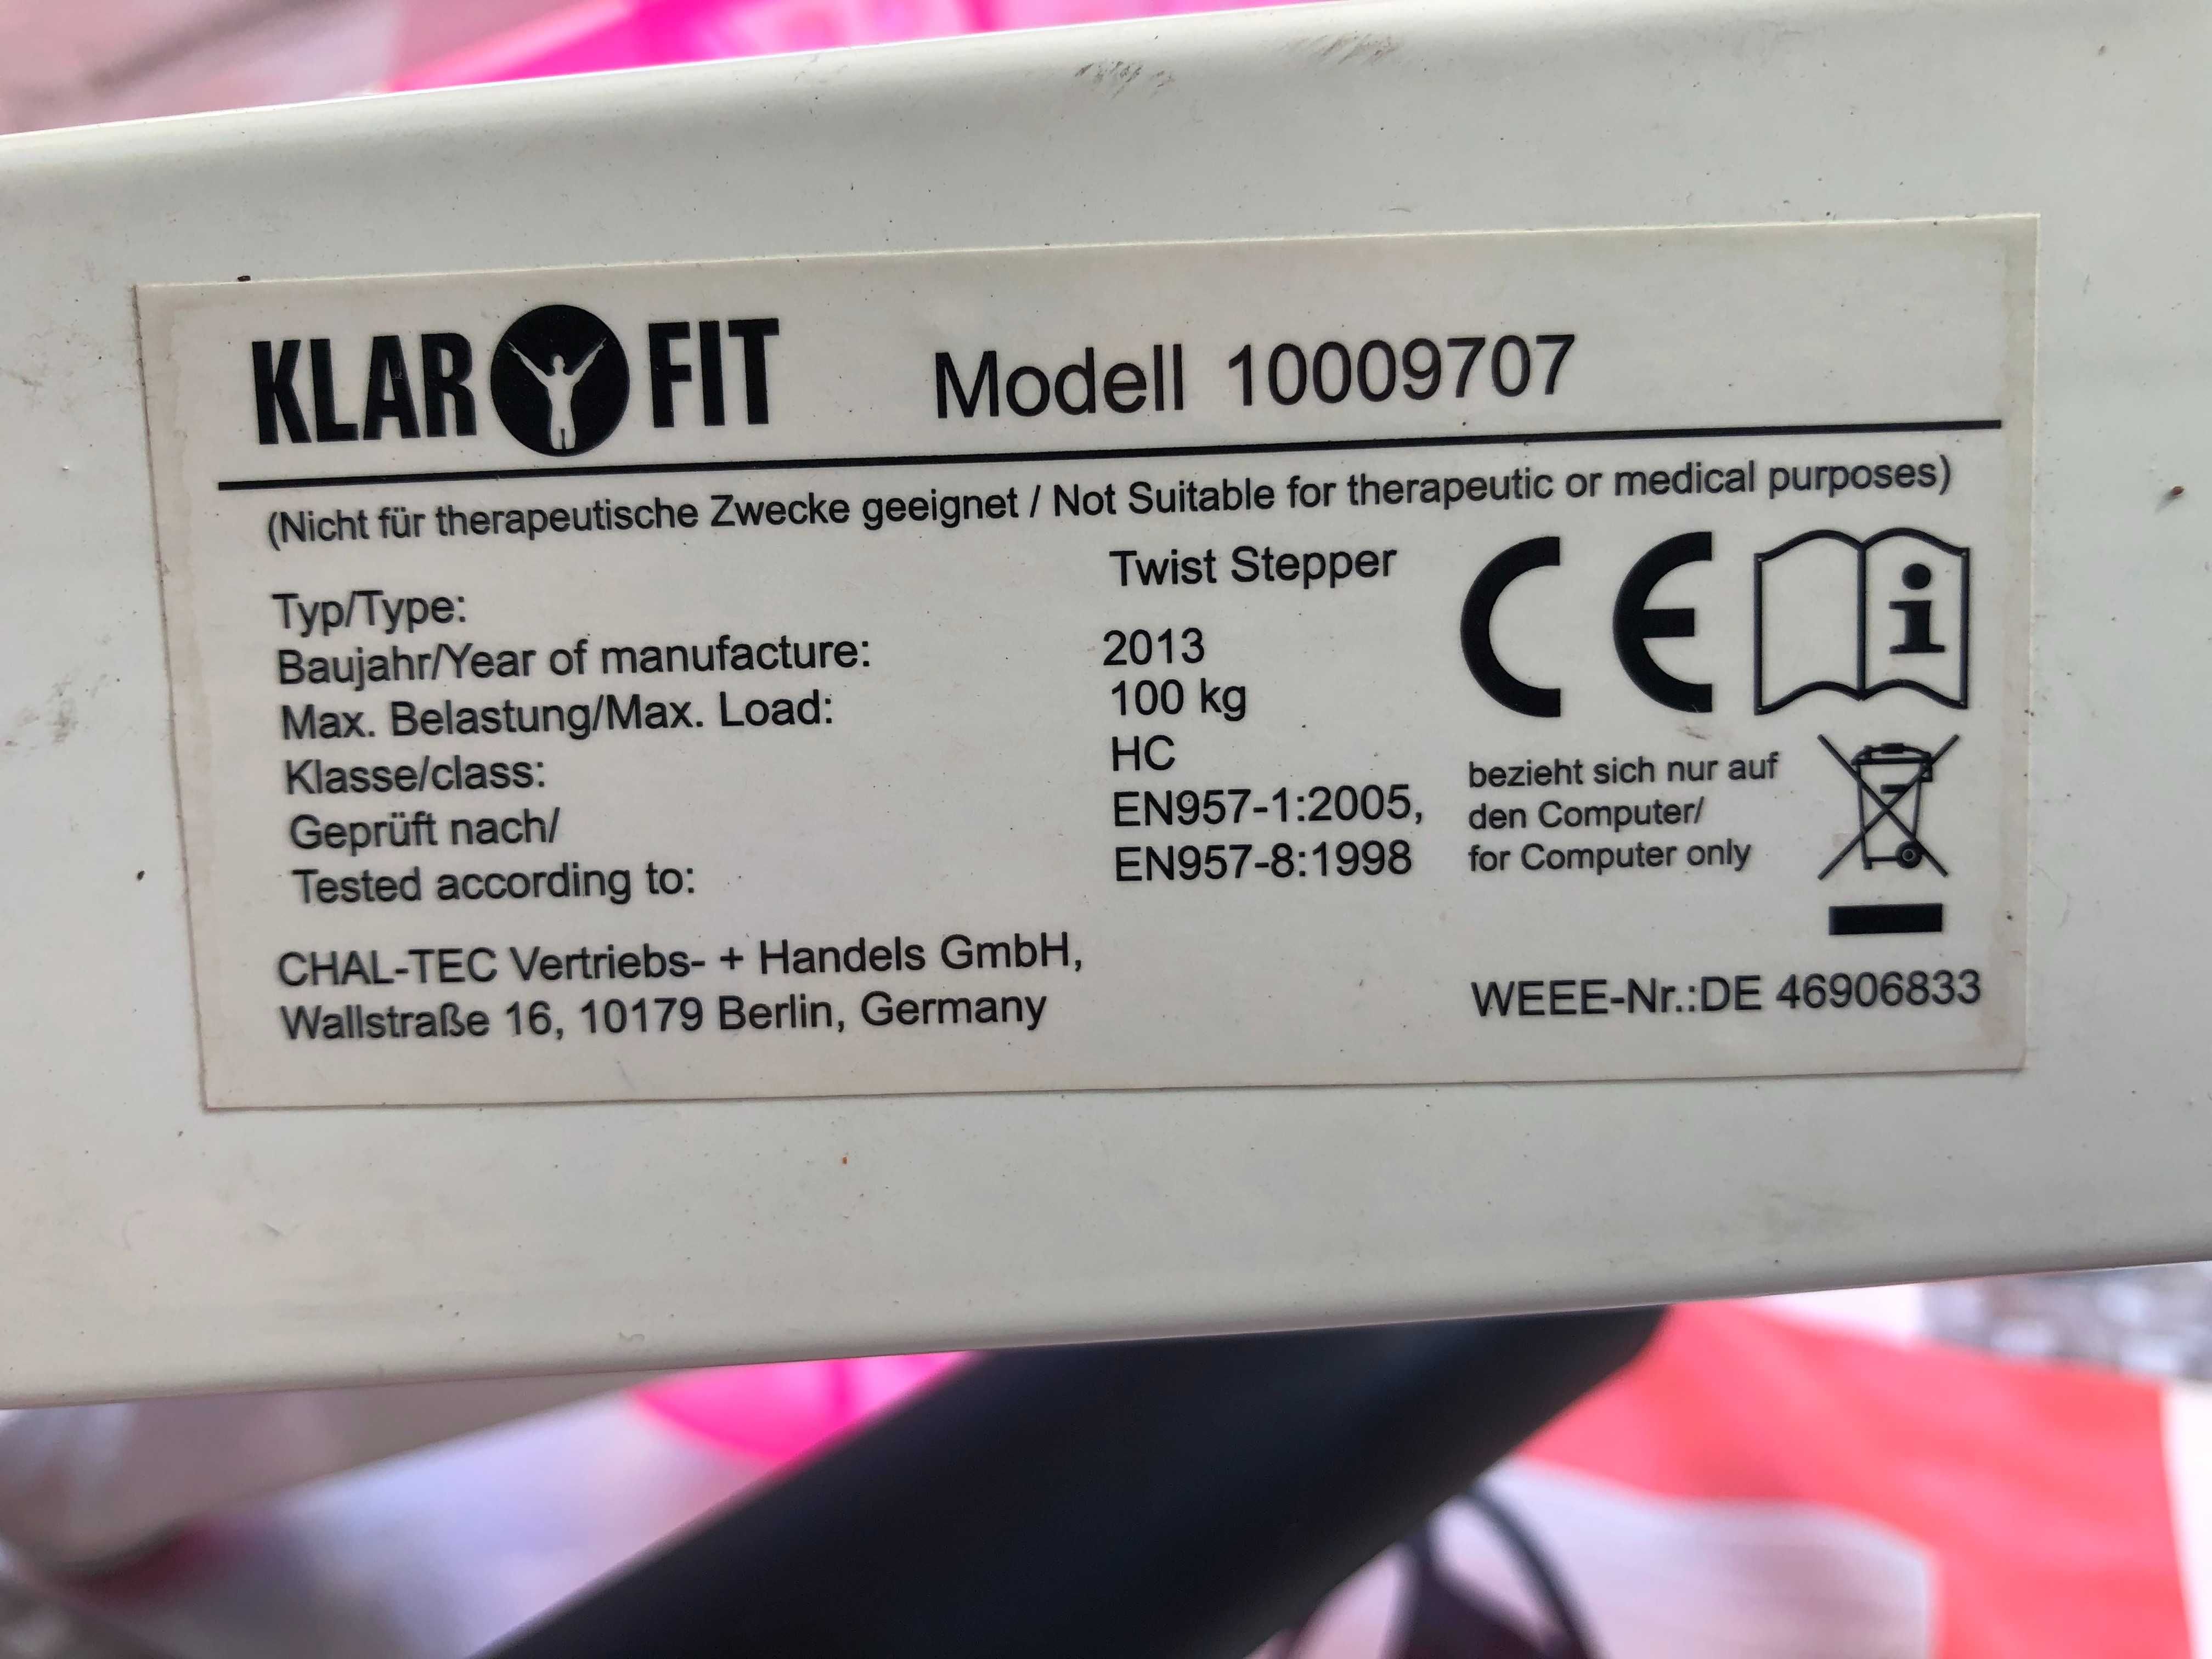 KLAR FIT Modell 10009707
(Nicht für therapeutische Zwecke geeignet / Not Suitable for therapeutic or medical purposes)
Typ/Type: Twist Stepper
Baujahr/Year of manufacture: 2013
Max. Belastung/Max. Load: 100 kg
Klasse/class: HC
Geprüft nach/ EN957-1:2005,
Tested according to: EN957-8:1998
CE
i
bezieht sich nur auf
den Computer/
for Computer only
CHAL-TEC Vertriebs- + Handels GmbH,
Wallstraße 16, 10179 Berlin, Germany
WEEE-Nr.:DE 46906833